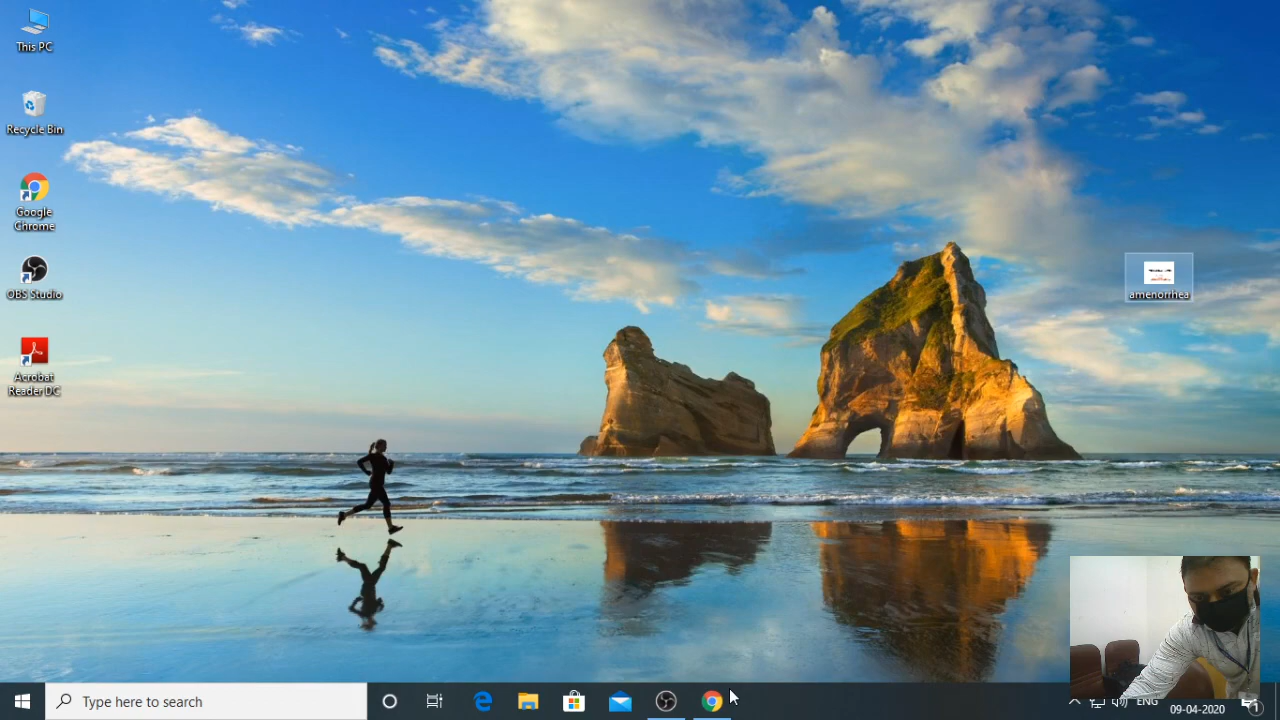 This PC
Recycle Bin
Google
Chrome
OBS Studio
Acrobat
Reader DC
amenorrhea
Type here to search
ENG
09-04-2020
1